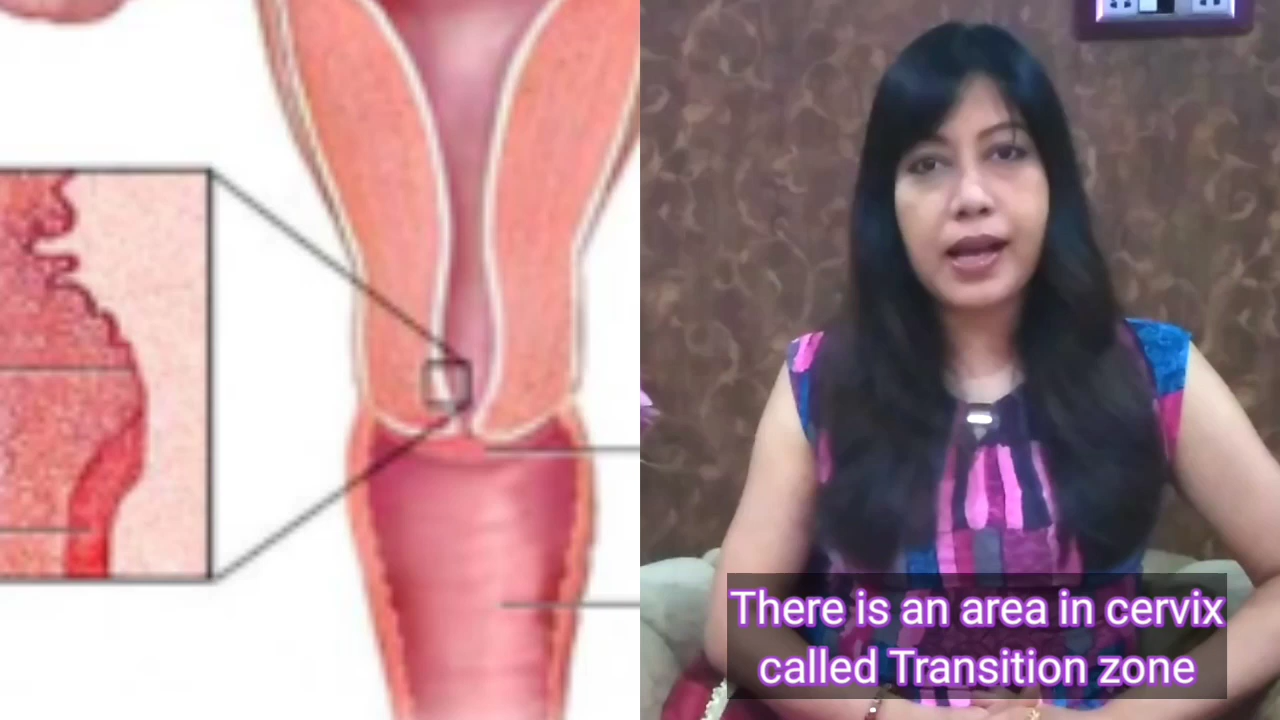 There is an area in cervix
called Transition zone